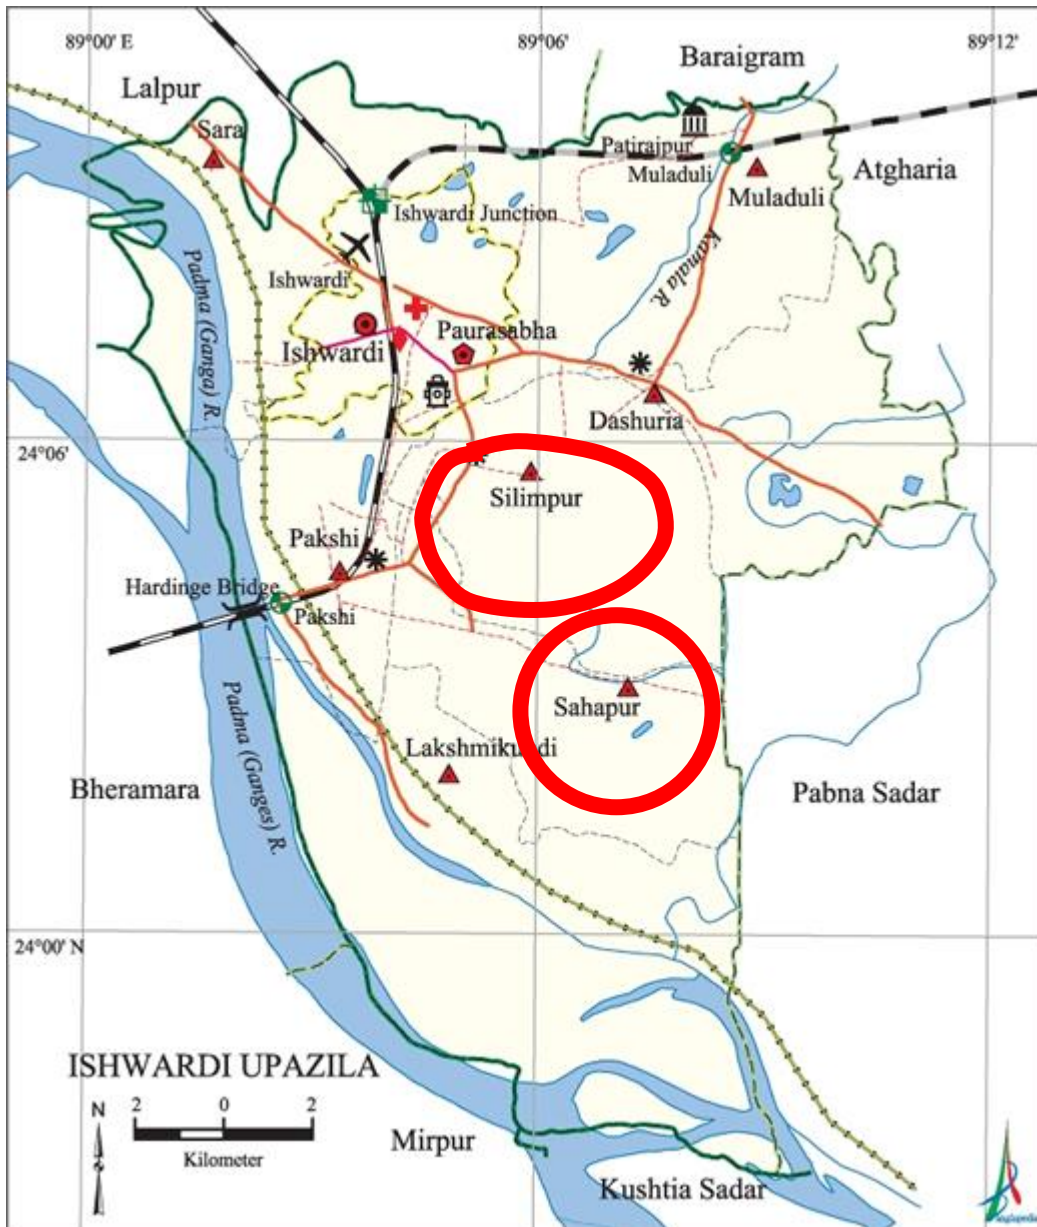 89°00' E
89°06'
89°12'
Baraigram
Lalpur
Sara
Patirajpur
Muladuli
Atgharia
Muladuli
Ishwardi Junction
Kamala R.
Padma (Ganga) R.
Ishwardi
Paurasabha
Ishwardi
Dashuria
24°06'
Silimpur
Pakshi
Hardinge Bridge
Pakshi
Sahapur
Padma (Ganges) R.
Lakshmikundi
Bheramara
Pabna Sadar
24°00' N
ISHWARDI UPAZILA
N
2 0 2
Kilometer
Mirpur
Kushtia Sadar